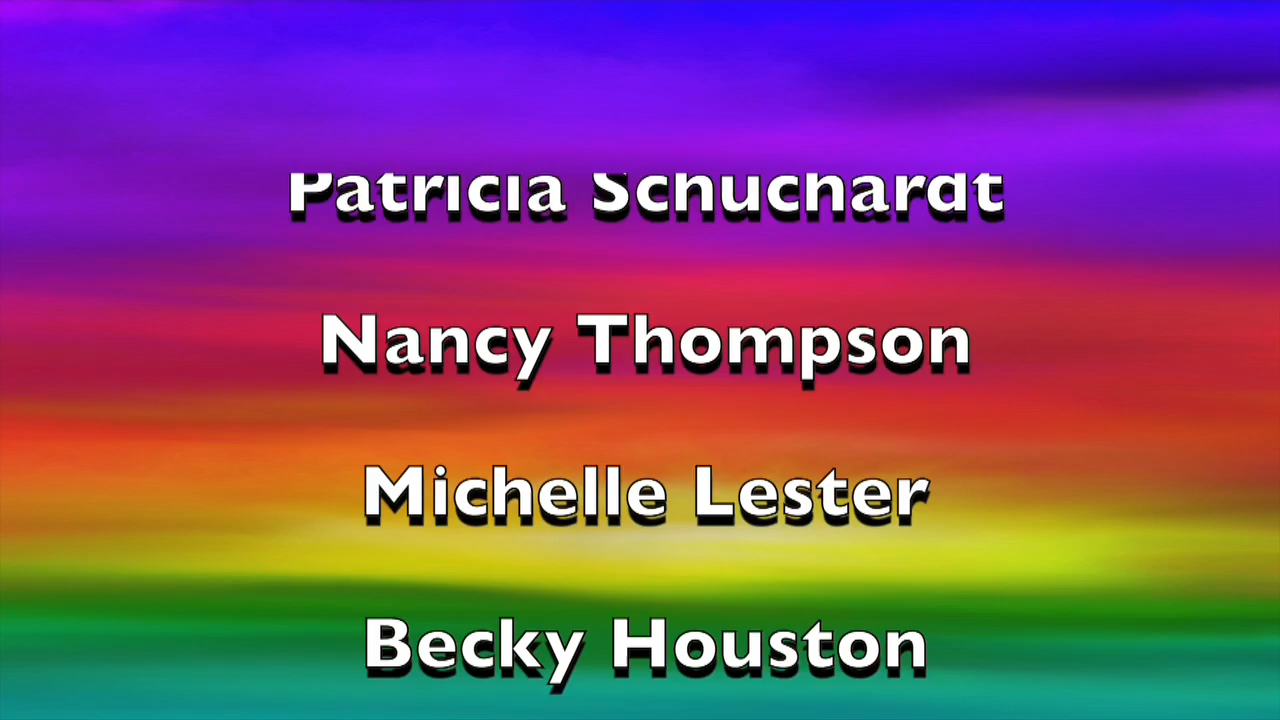 Patricia Schuchardt
Nancy Thompson
Michelle Lester
Becky Houston